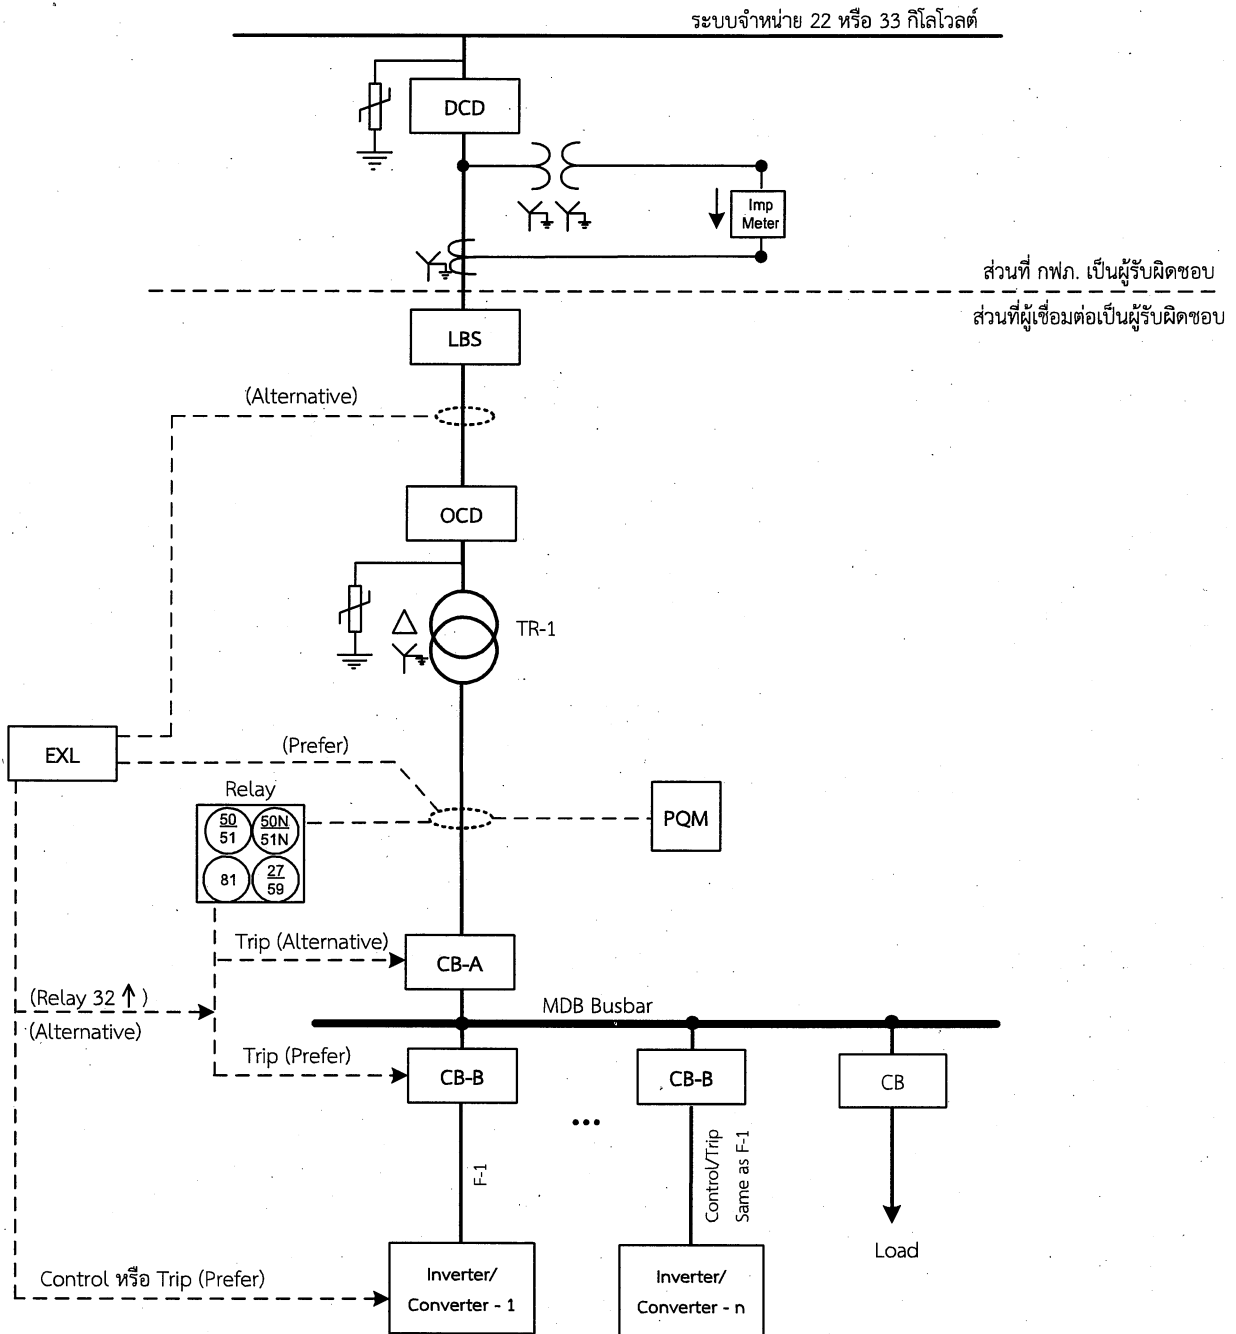 ระบบจำหน่าย 22 หรือ 33 กิโลโวลต์
DCD
Imp
Meter
ส่วนที่ กฟภ. เป็นผู้รับผิดชอบ
ส่วนที่ผู้เชื่อมต่อเป็นผู้รับผิดชอบ
LBS
(Alternative)
OCD
TR-1
EXL
(Prefer)
Relay
50
51
50N
51N
81
27
59
PQM
Trip (Alternative)
CB-A
(Relay 32 ↑)
(Alternative)
MDB Busbar
Trip (Prefer)
CB-B
CB-B
CB
...
F-1
Control/Trip
Same as F-1
Load
Control หรือ Trip (Prefer)
Inverter/
Converter - 1
Inverter/
Converter - n